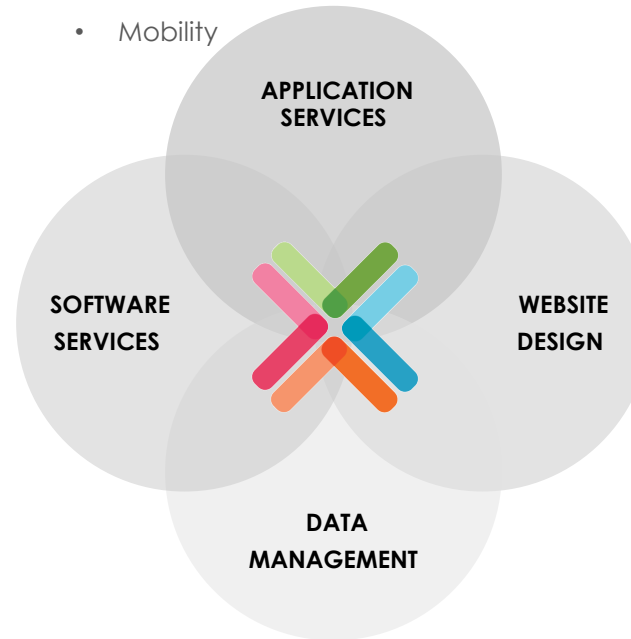 • Mobility
APPLICATION
SERVICES
SOFTWARE
SERVICES
WEBSITE
DESIGN
DATA
MANAGEMENT